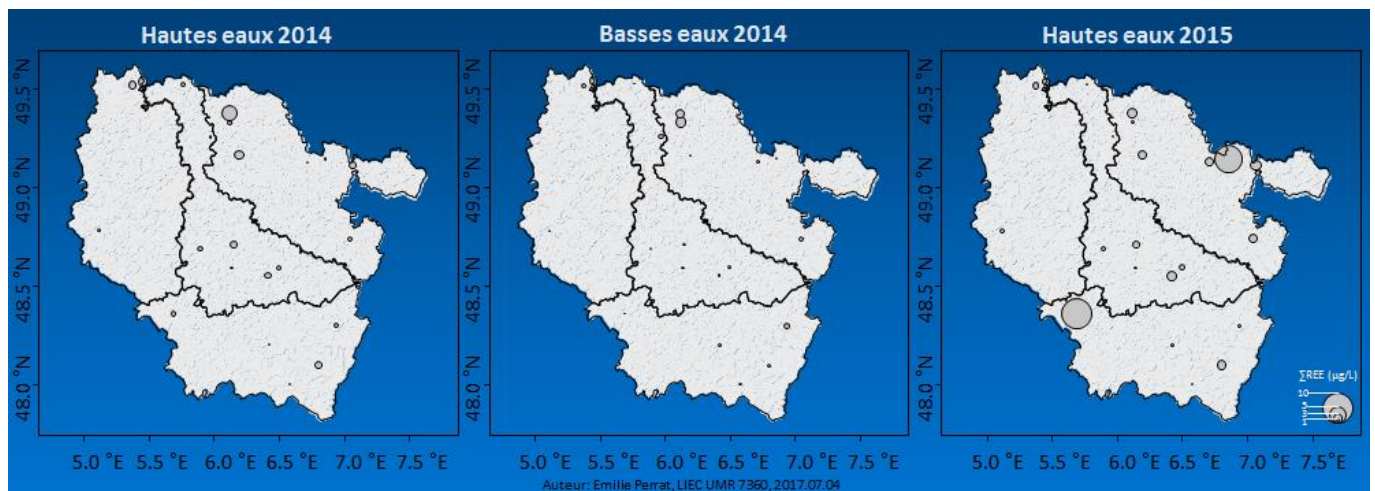 Hautes eaux 2014
Basses eaux 2014
Hautes eaux 2015
49.5 °N
49.0 °N
48.5 °N
48.0 °N
49.5 °N
49.0 °N
48.5 °N
48.0 °N
49.5 °N
49.0 °N
48.5 °N
48.0 °N
∑REE (µg/L)
10
5
3
1
5.0 °E 5.5 °E 6.0 °E 6.5 °E 7.0 °E 7.5 °E
5.0 °E 5.5 °E 6.0 °E 6.5 °E 7.0 °E 7.5 °E
5.0 °E 5.5 °E 6.0 °E 6.5 °E 7.0 °E 7.5 °E
Auteur: Emilie Perrat, LIEC UMR 7360, 2017.07.04